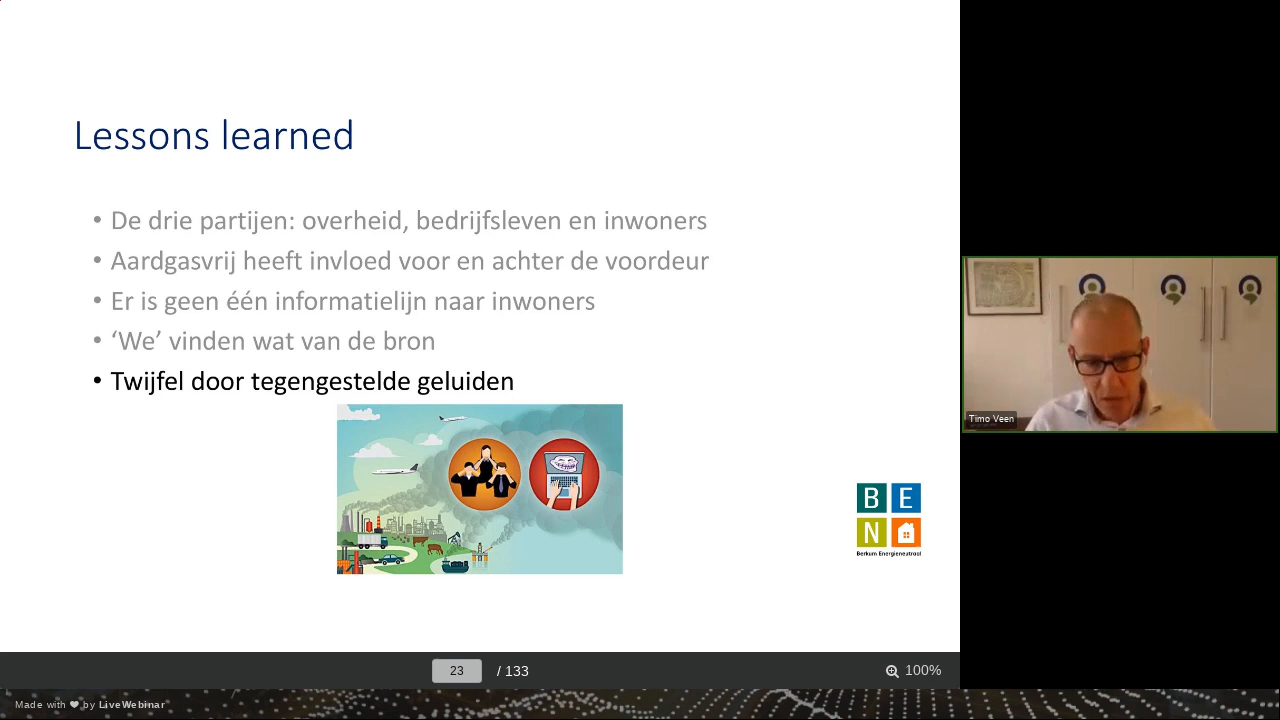 Lessons learned
• De drie partijen: overheid, bedrijfsleven en inwoners
• Aardgasvrij heeft invloed voor en achter de voordeur
• Er is geen één informatielijn naar inwoners
• ‘We’ vinden wat van de bron
• Twijfel door tegengestelde geluiden
Timo Veen
B E
N
Berkum Energieneutraal
23 / 133
100%
Made with ❤ by LiveWebinar